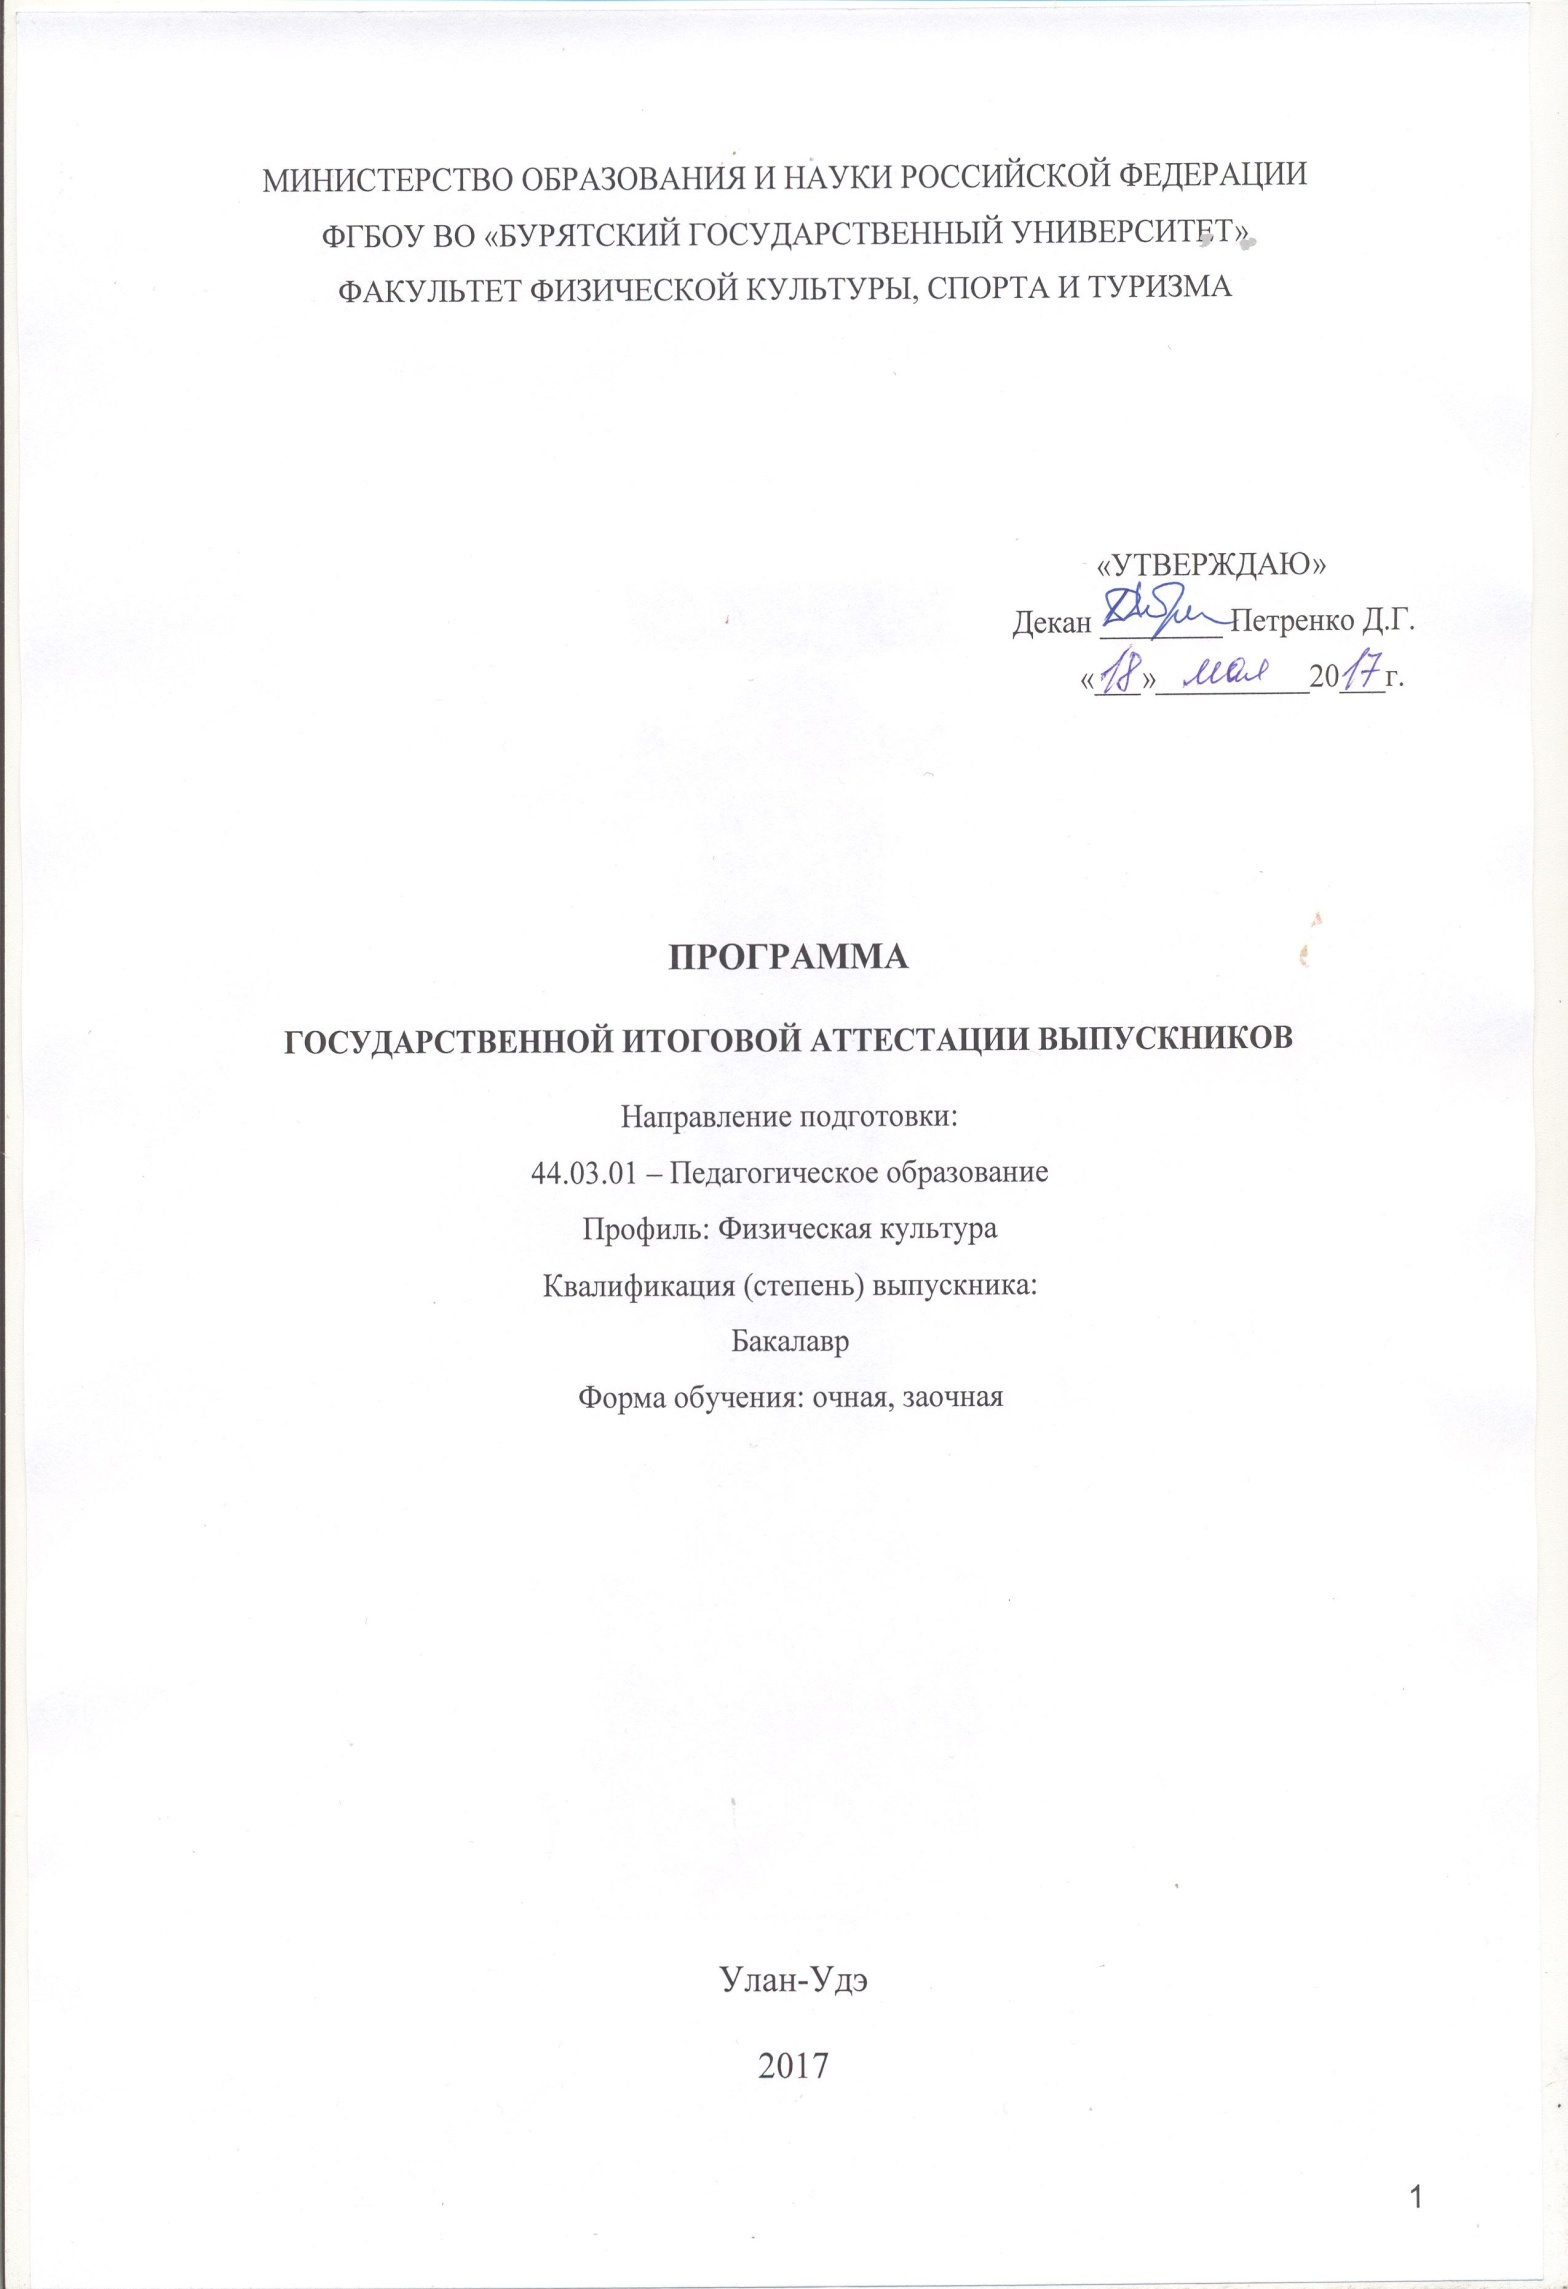 МИНИСТЕРСТВО ОБРАЗОВАНИЯ И НАУКИ РОССИЙСКОЙ ФЕДЕРАЦИИ
ФГБОУ ВО «БУРЯТСКИЙ ГОСУДАРСТВЕННЫЙ УНИВЕРСИТЕТ»
ФАКУЛЬТЕТ ФИЗИЧЕСКОЙ КУЛЬТУРЫ, СПОРТА И ТУРИЗМА
«УТВЕРЖДАЮ»
Декан ________ Петренко Д.Г.
«18» мая 2017 г.
ПРОГРАММА
ГОСУДАРСТВЕННОЙ ИТОГОВОЙ АТТЕСТАЦИИ ВЫПУСКНИКОВ
Направление подготовки:
44.03.01 – Педагогическое образование
Профиль: Физическая культура
Квалификация (степень) выпускника:
Бакалавр
Форма обучения: очная, заочная
Улан-Удэ
2017
1